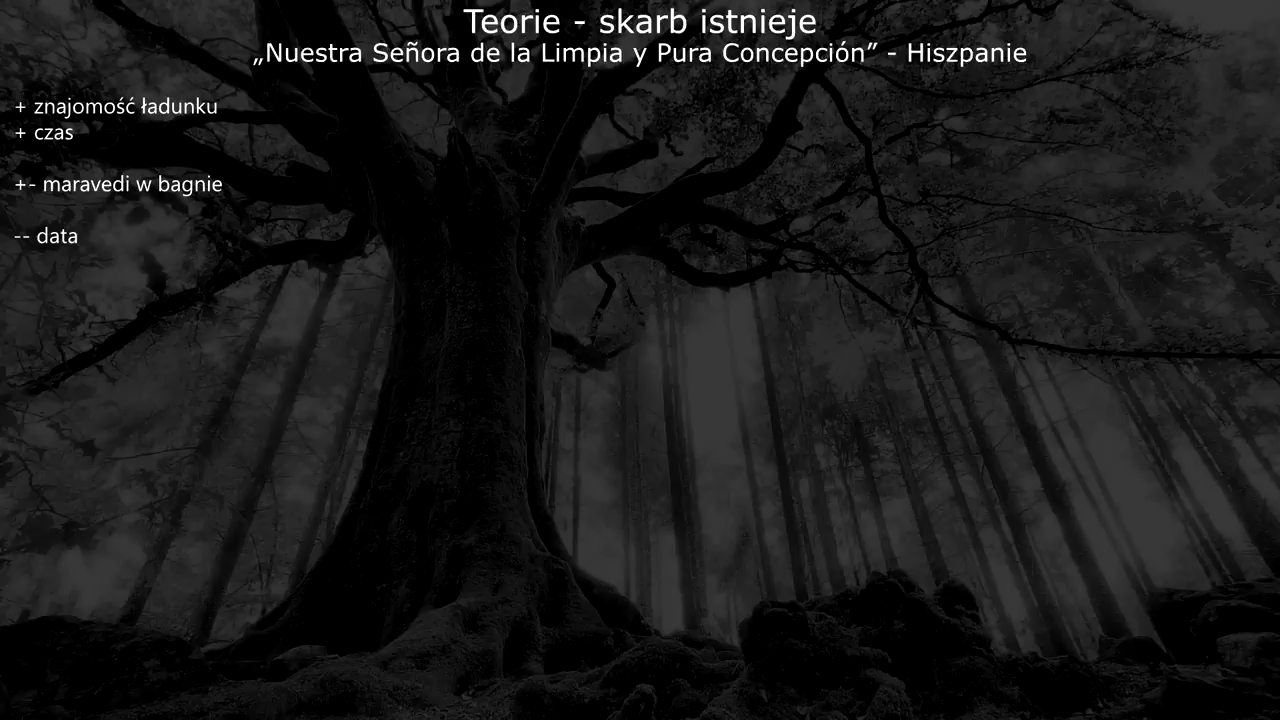 Teorie - skarb istnieje
„Nuestra Señora de la Limpia y Pura Concepción” - Hiszpanie
+ znajomość ładunku
+ czas
+- maravedi w bagnie
-- data